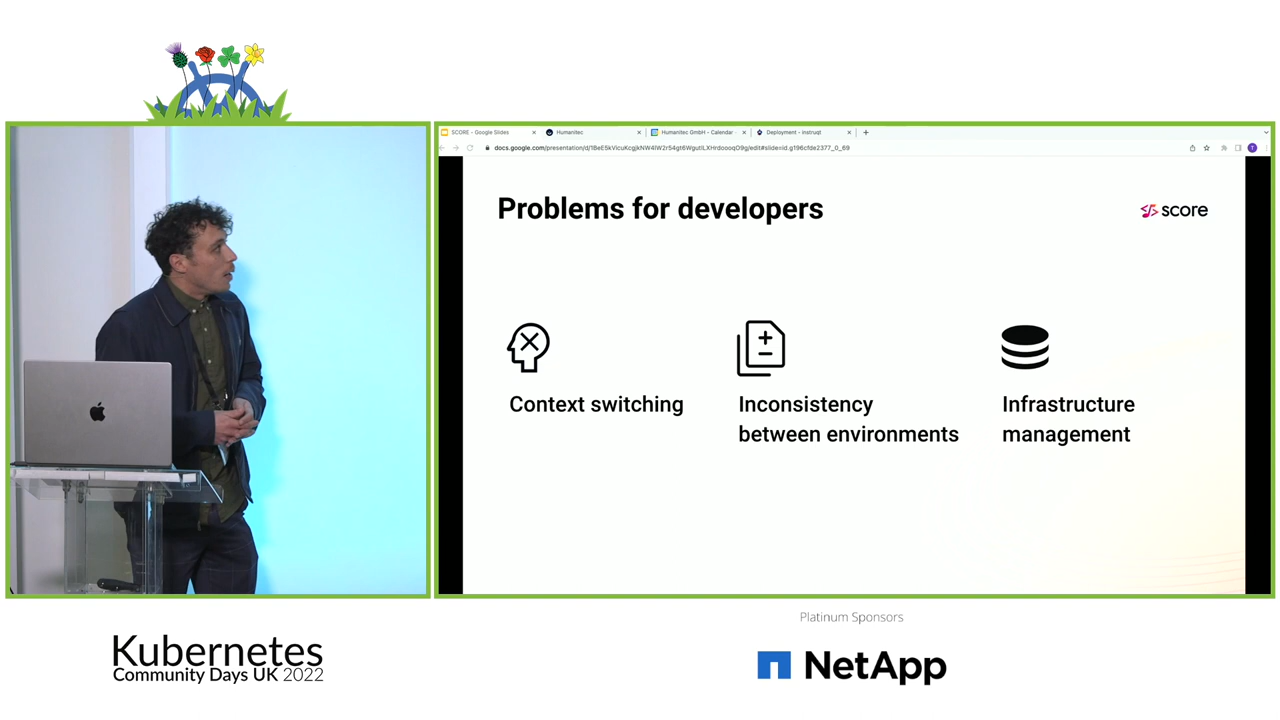 SCORE - Google Slides
Humanitec
Humanitec GmbH - Calendar -
Deployment - Instruqt
Problems for developers
score
Context switching
Inconsistency
between environments
Infrastructure
management
Platinum Sponsors
Kubernetes
Community Days UK 2022
NetApp